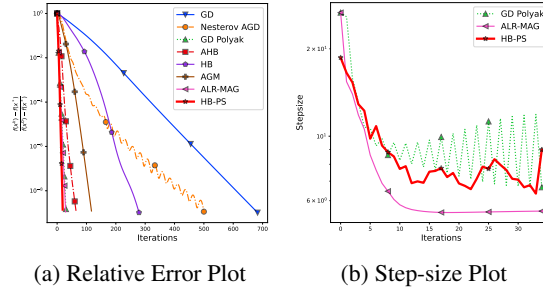 10⁰
10⁻²
10⁻⁴
10⁻⁶
10⁻⁸
f(xᵏ) − f(x*)
f(x⁰) − f(x*)
0 100 200 300 400 500 600 700
Iterations
GD
Nesterov AGD
GD Polyak
AHB
HB
AGM
ALR-MAG
HB-PS
(a) Relative Error Plot
2 × 10¹
10¹
6 × 10⁰
Stepsize
0 5 10 15 20 25 30
Iterations
GD Polyak
ALR-MAG
HB-PS
(b) Step-size Plot